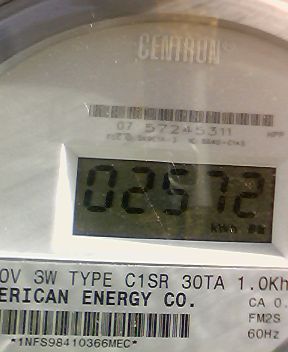 CENTRON®
07 57245311
02572
KWH
0V 3W TYPE C1SR 30TA 1.0Kh
ERICAN ENERGY CO.
CA 0.
FM2S
60Hz
*1NFS98410366MEC*